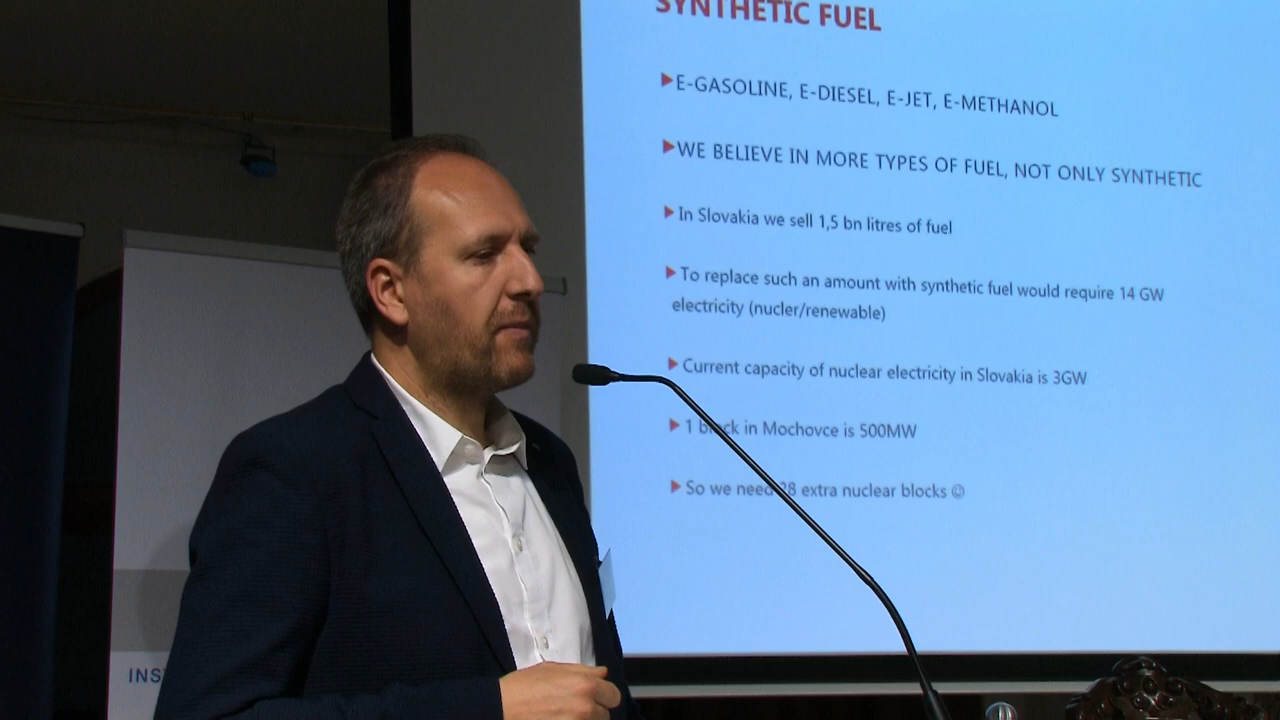 SYNTHETIC FUEL
E-GASOLINE, E-DIESEL, E-JET, E-METHANOL
WE BELIEVE IN MORE TYPES OF FUEL, NOT ONLY SYNTHETIC
In Slovakia we sell 1,5 bn litres of fuel
To replace such an amount with synthetic fuel would require 14 GW
electricity (nucler/renewable)
Current capacity of nuclear electricity in Slovakia is 3GW
1 block in Mochovce is 500MW
So we need 28 extra nuclear blocks ☺